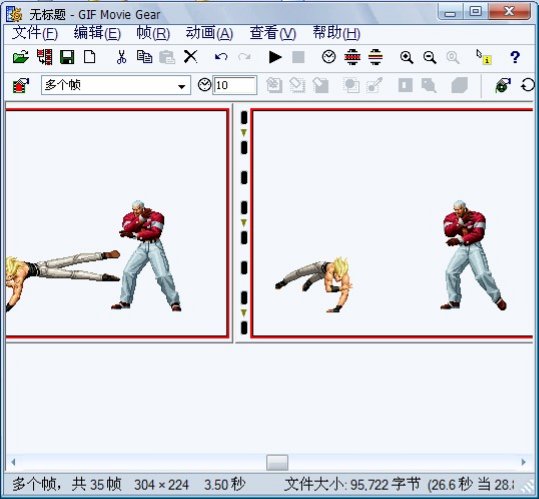 无标题 - GIF Movie Gear
文件(F) 编辑(E) 帧(R) 动画(A) 查看(V) 帮助(H)
多个帧 10
多个帧，共 35 帧 304 × 224 3.50 秒 文件大小: 95,722 字节 (26.6 秒 当 28.